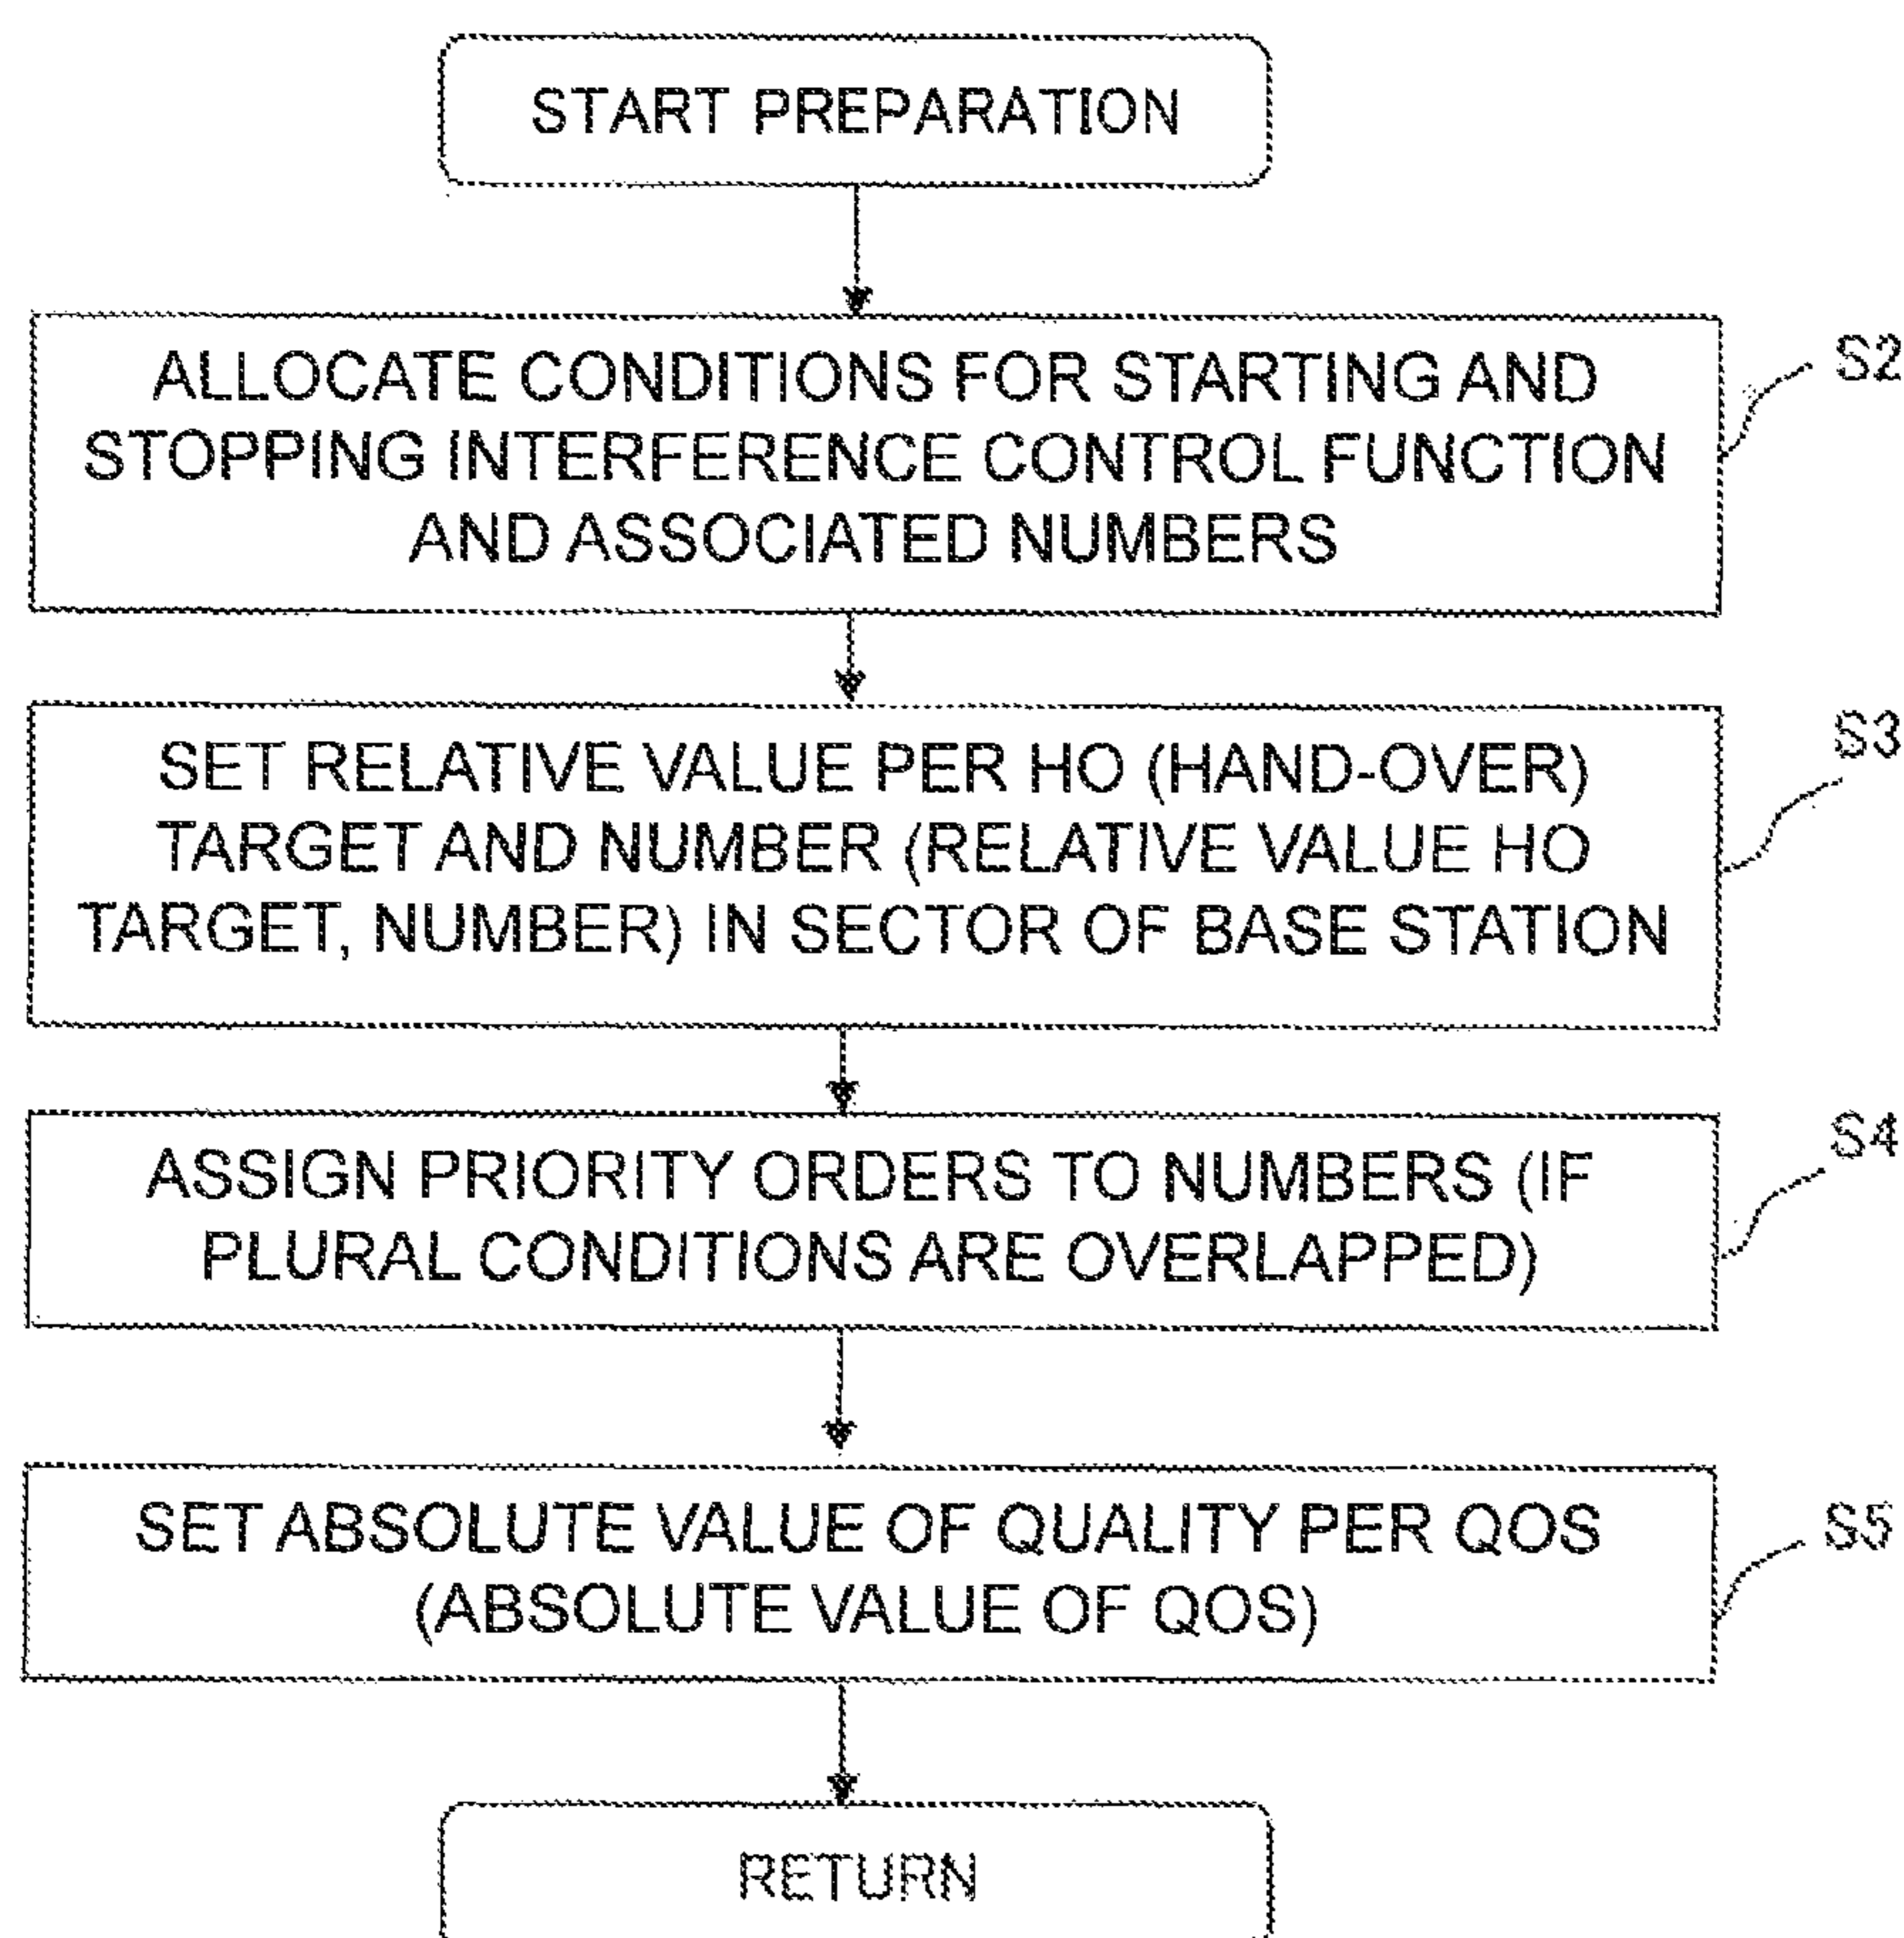 START PREPARATION
ALLOCATE CONDITIONS FOR STARTING AND
STOPPING INTERFERENCE CONTROL FUNCTION
AND ASSOCIATED NUMBERS
S2
SET RELATIVE VALUE PER HO (HAND-OVER)
TARGET AND NUMBER (RELATIVE VALUE HO
TARGET, NUMBER) IN SECTOR OF BASE STATION
S3
ASSIGN PRIORITY ORDERS TO NUMBERS (IF
PLURAL CONDITIONS ARE OVERLAPPED)
S4
SET ABSOLUTE VALUE OF QUALITY PER QOS
(ABSOLUTE VALUE OF QOS)
S5
RETURN